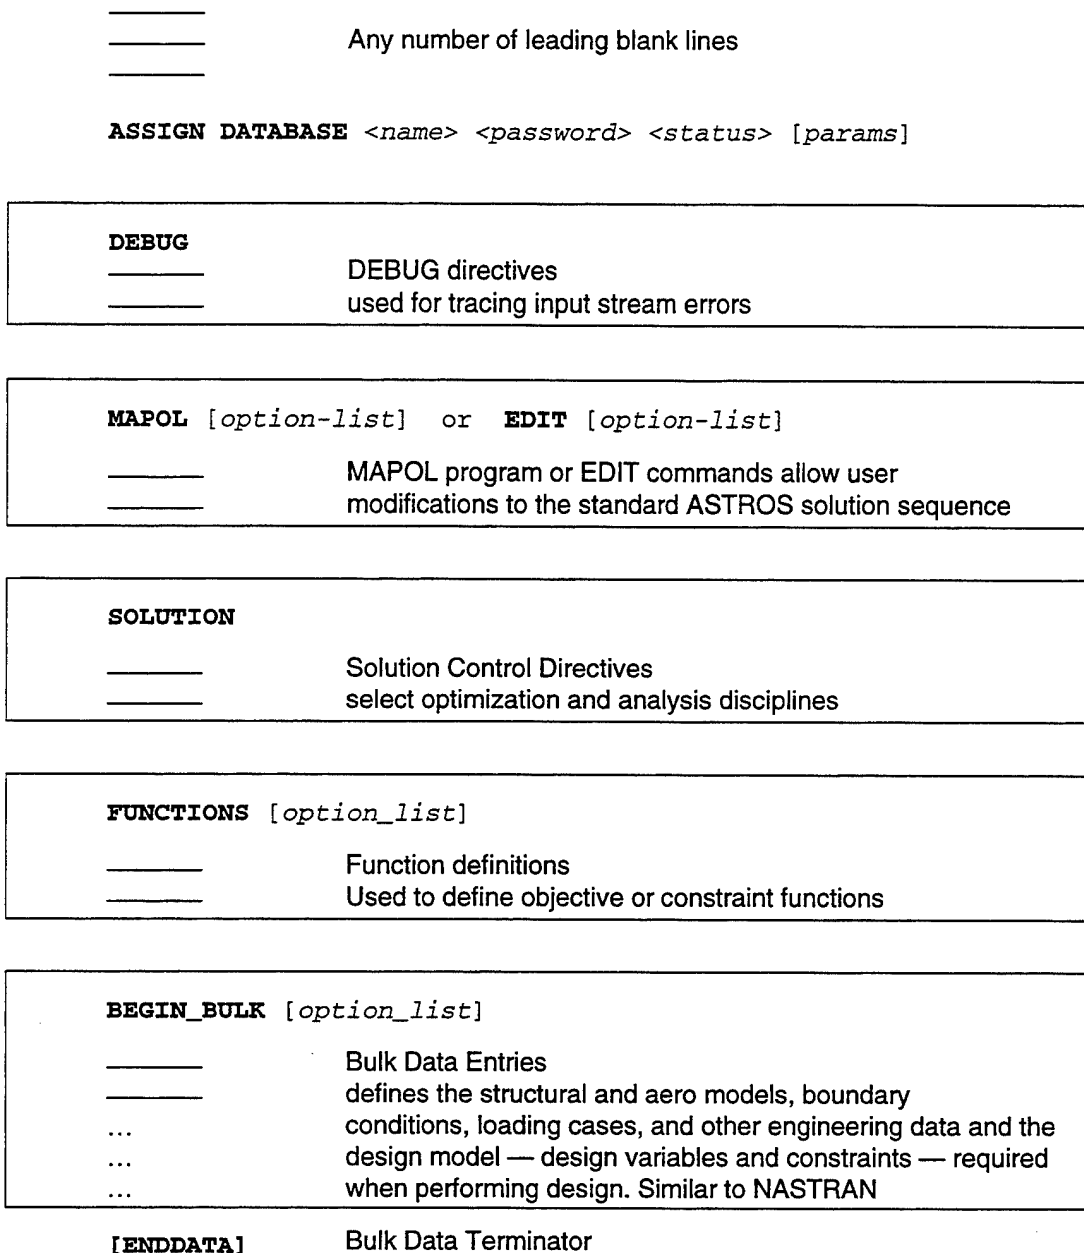 Any number of leading blank lines
ASSIGN DATABASE <name> <password> <status> [params]
DEBUG
DEBUG directives
used for tracing input stream errors
MAPOL [option-list] or EDIT [option-list]
MAPOL program or EDIT commands allow user
modifications to the standard ASTROS solution sequence
SOLUTION
Solution Control Directives
select optimization and analysis disciplines
FUNCTIONS [option_list]
Function definitions
Used to define objective or constraint functions
BEGIN_BULK [option_list]
Bulk Data Entries
defines the structural and aero models, boundary
... conditions, loading cases, and other engineering data and the
... design model — design variables and constraints — required
... when performing design. Similar to NASTRAN
[ENDDATA] Bulk Data Terminator